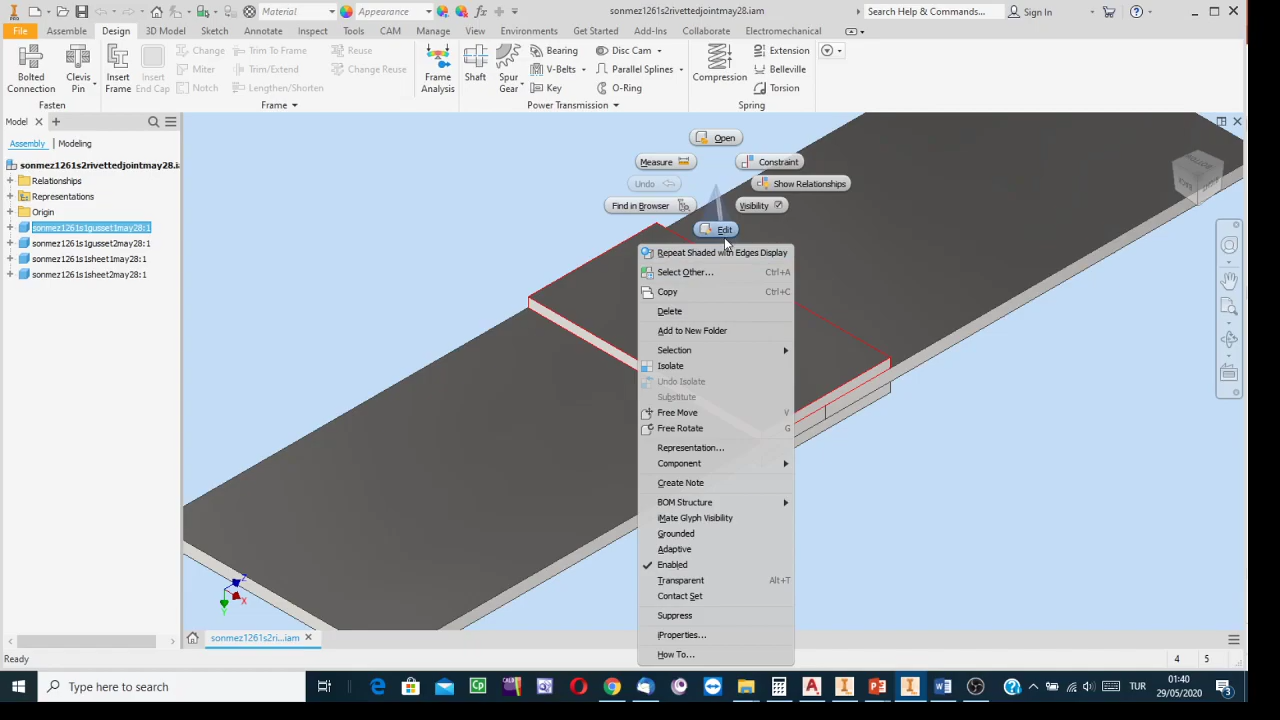 Material
Appearance
sonmez1261s2rivettedjointmay28.iam
Search Help & Commands...
Sign In
File
Assemble
Design
3D Model
Sketch
Annotate
Inspect
Tools
CAM
Manage
View
Environments
Get Started
Add-Ins
Collaborate
Electromechanical
Bolted Connection
Clevis Pin
Insert Frame
Insert End Cap
Change
Miter
Notch
Trim To Frame
Trim/Extend
Lengthen/Shorten
Reuse
Change Reuse
Frame Analysis
Shaft
Spur Gear
Bearing
V-Belts
Key
Disc Cam
Parallel Splines
O-Ring
Compression
Extension
Belleville
Torsion
Fasten
Frame
Power Transmission
Spring
Model
Assembly
Modeling
sonmez1261s2rivettedjointmay28.ia
Relationships
Representations
Origin
sonmez1261s1gusset1may28:1
sonmez1261s1gusset2may28:1
sonmez1261s1sheet1may28:1
sonmez1261s1sheet2may28:1
Open
Measure
Constraint
Undo
Show Relationships
Find in Browser
Visibility
Edit
Repeat Shaded with Edges Display
Select Other... Ctrl+A
Copy Ctrl+C
Delete
Add to New Folder
Selection
Isolate
Undo Isolate
Substitute
Free Move V
Free Rotate G
Representation...
Component
Create Note
BOM Structure
iMate Glyph Visibility
Grounded
Adaptive
Enabled
Transparent Alt+T
Contact Set
Suppress
iProperties...
How To...
Z
X
Y
sonmez1261s2ri...iam
Ready
4 5
Type here to search
TUR
01:40
29/05/2020
3